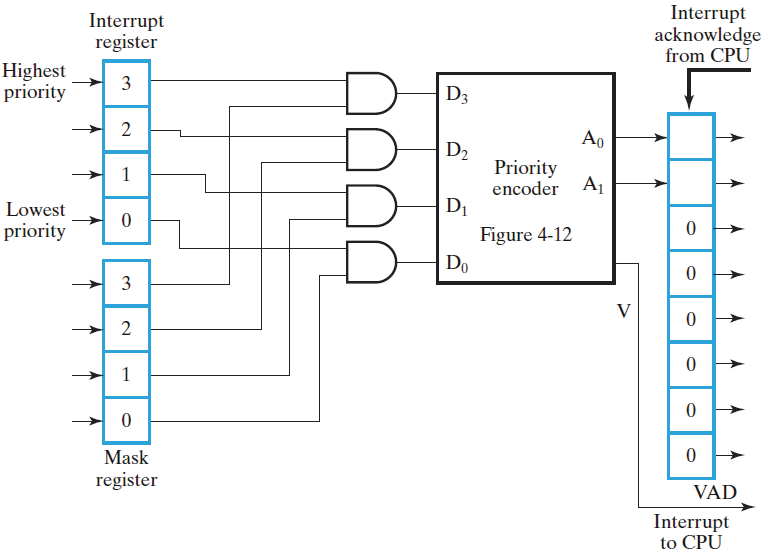 Interrupt
register
Interrupt
acknowledge
from CPU
Highest
priority
3
2
1
Lowest
priority
0
3
2
1
0
Mask
register
D3
D2
D1
D0
Priority
encoder
Figure 4-12
A0
A1
V
0
0
0
0
0
0
VAD
Interrupt
to CPU